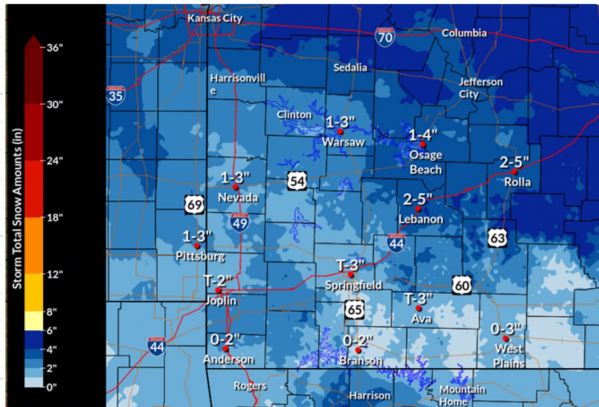 Storm Total Snow Amounts (in)
36"
30"
24"
18"
12"
8"
6"
4"
2"
0"
Kansas City
70
Columbia
35
Harrisonvill
e
Sedalia
Jefferson
City
Clinton
1-3"
Warsaw
1-4"
Osage
Beach
2-5"
Rolla
1-3"
Nevada
54
69
49
2-5"
Lebanon
63
1-3"
Pittsburg
44
T-3"
Springfield
T-2"
Joplin
60
65
T-3"
Ava
44
0-2"
Anderson
0-2"
Branson
0-3"
West
Plains
Rogers
Harrison
Mountain
Home